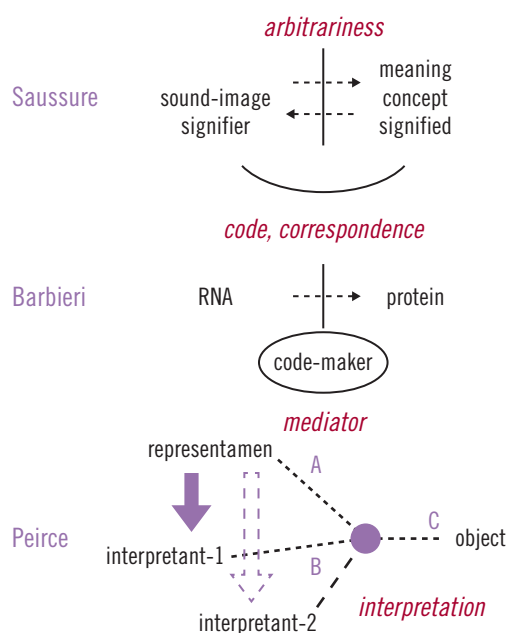 arbitrariness
Saussure
sound-image
signifier
meaning
concept
signified
code, correspondence
Barbieri
RNA
protein
code-maker
mediator
representamen
A
Peirce
C
object
interpretant-1
B
interpretation
interpretant-2